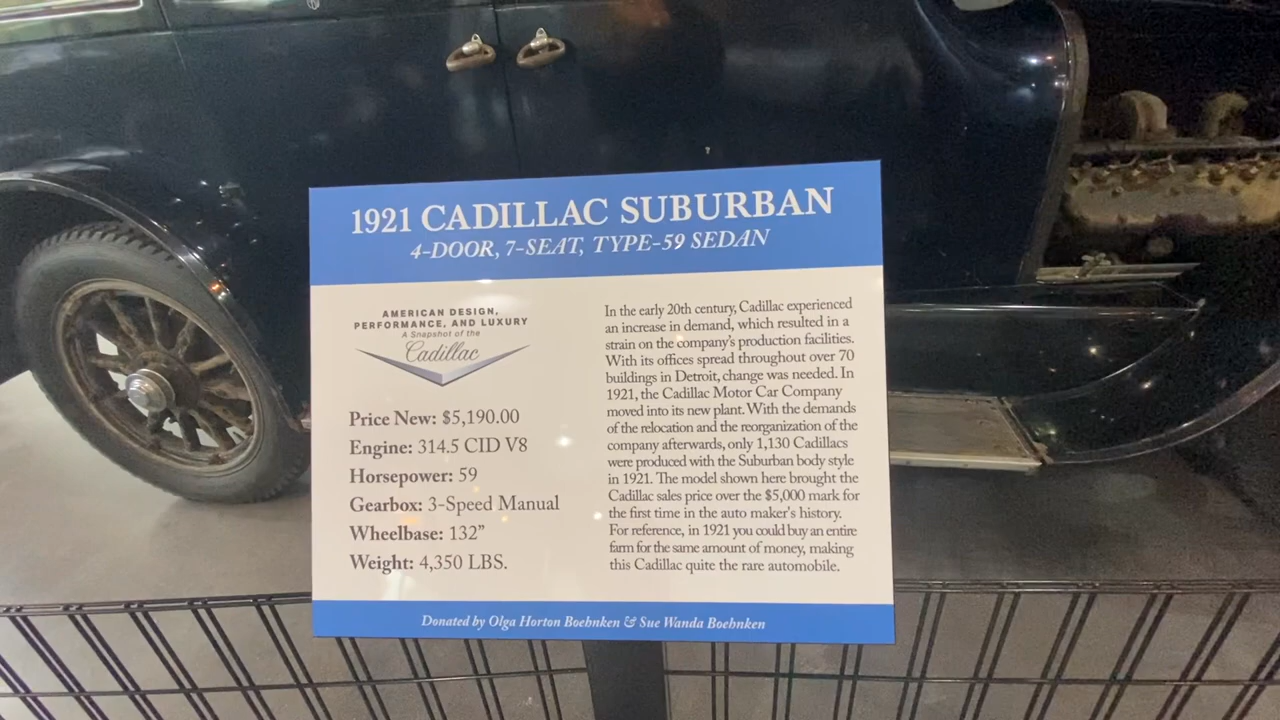 1921 CADILLAC SUBURBAN
4-DOOR, 7-SEAT, TYPE-59 SEDAN
AMERICAN DESIGN,
PERFORMANCE, AND LUXURY
A Snapshot of the
Cadillac
Price New: $5,190.00
Engine: 314.5 CID V8
Horsepower: 59
Gearbox: 3-Speed Manual
Wheelbase: 132”
Weight: 4,350 LBS.
In the early 20th century, Cadillac experienced
an increase in demand, which resulted in a
strain on the company's production facilities.
With its offices spread throughout over 70
buildings in Detroit, change was needed. In
1921, the Cadillac Motor Car Company
moved into its new plant. With the demands
of the relocation and the reorganization of the
company afterwards, only 1,130 Cadillacs
were produced with the Suburban body style
in 1921. The model shown here brought the
Cadillac sales price over the $5,000 mark for
the first time in the auto maker's history.
For reference, in 1921 you could buy an entire
farm for the same amount of money, making
this Cadillac quite the rare automobile.
Donated by Olga Horton Boehnken & Sue Wanda Boehnken